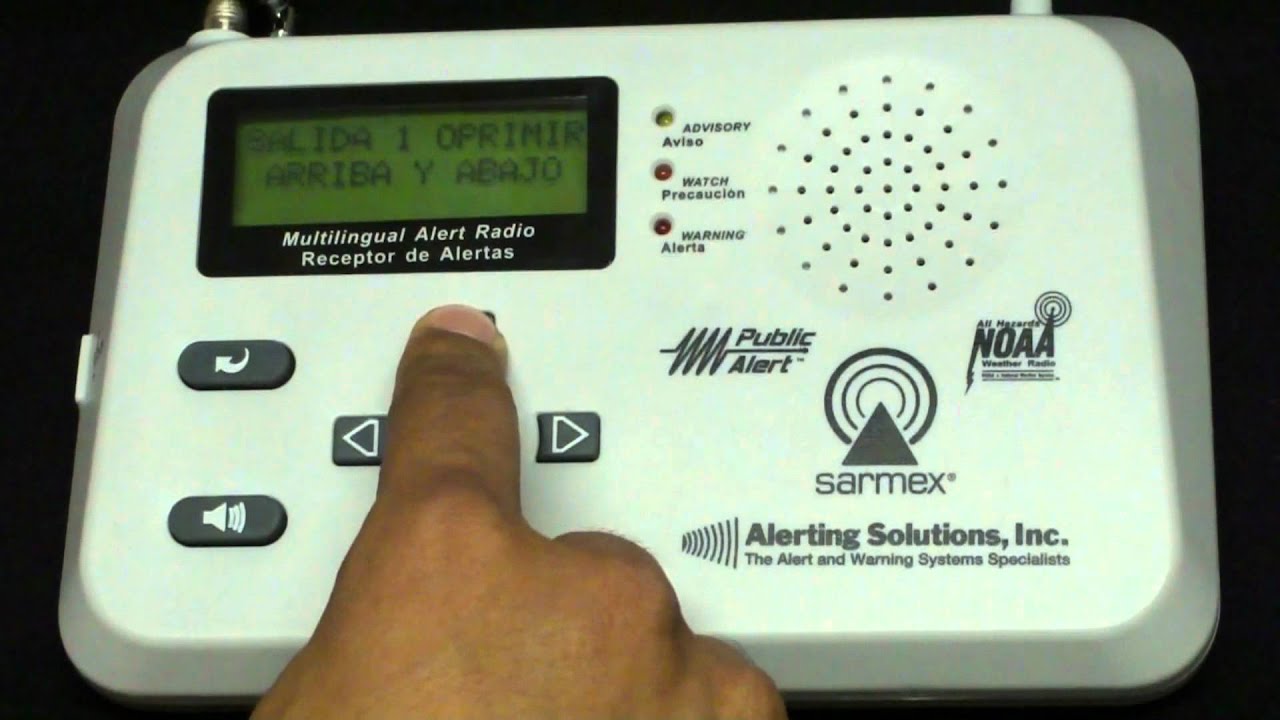 SALIDA 1 OPRIMIR
ARRIBA Y ABAJO
Multilingual Alert Radio
Receptor de Alertas
ADVISORY
Aviso
WATCH
Precaución
WARNING
Alerta
Public
Alert™
All Hazards
NOAA
Weather Radio
sarmex®
Alerting Solutions, Inc.
The Alert and Warning Systems Specialists